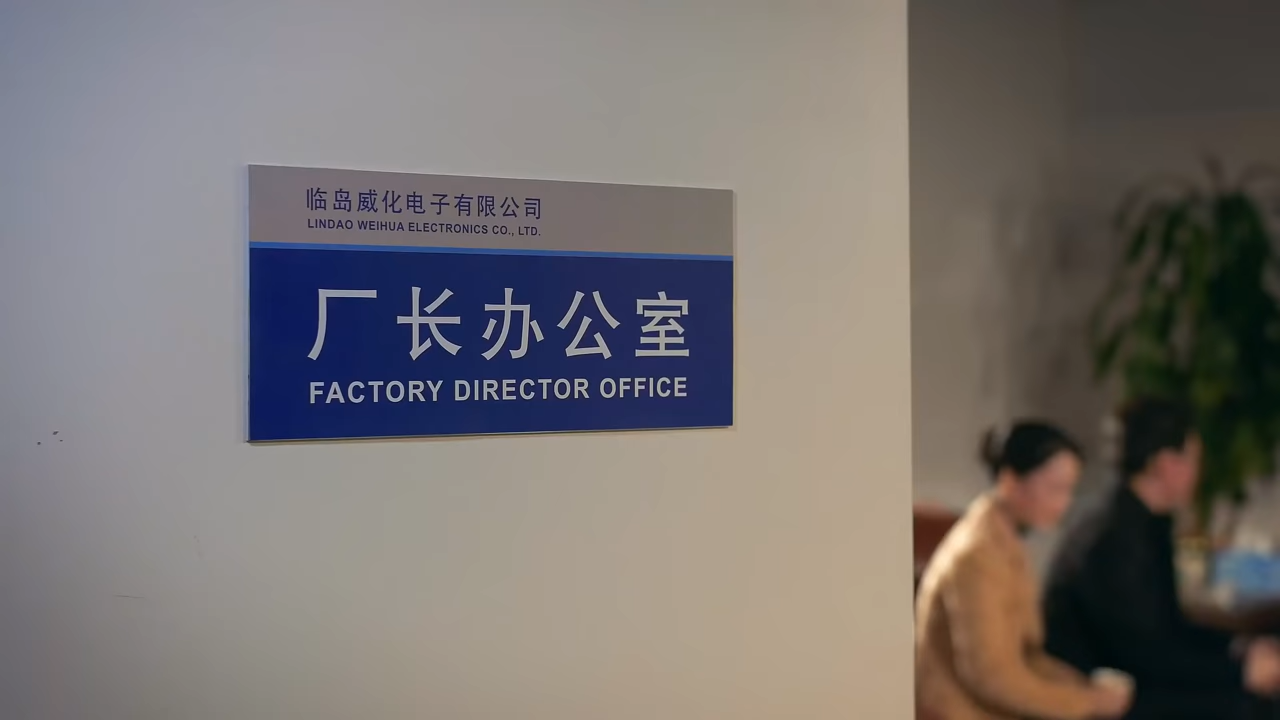 临岛威化电子有限公司
LINDAO WEIHUA ELECTRONICS CO., LTD.
厂长办公室
FACTORY DIRECTOR OFFICE